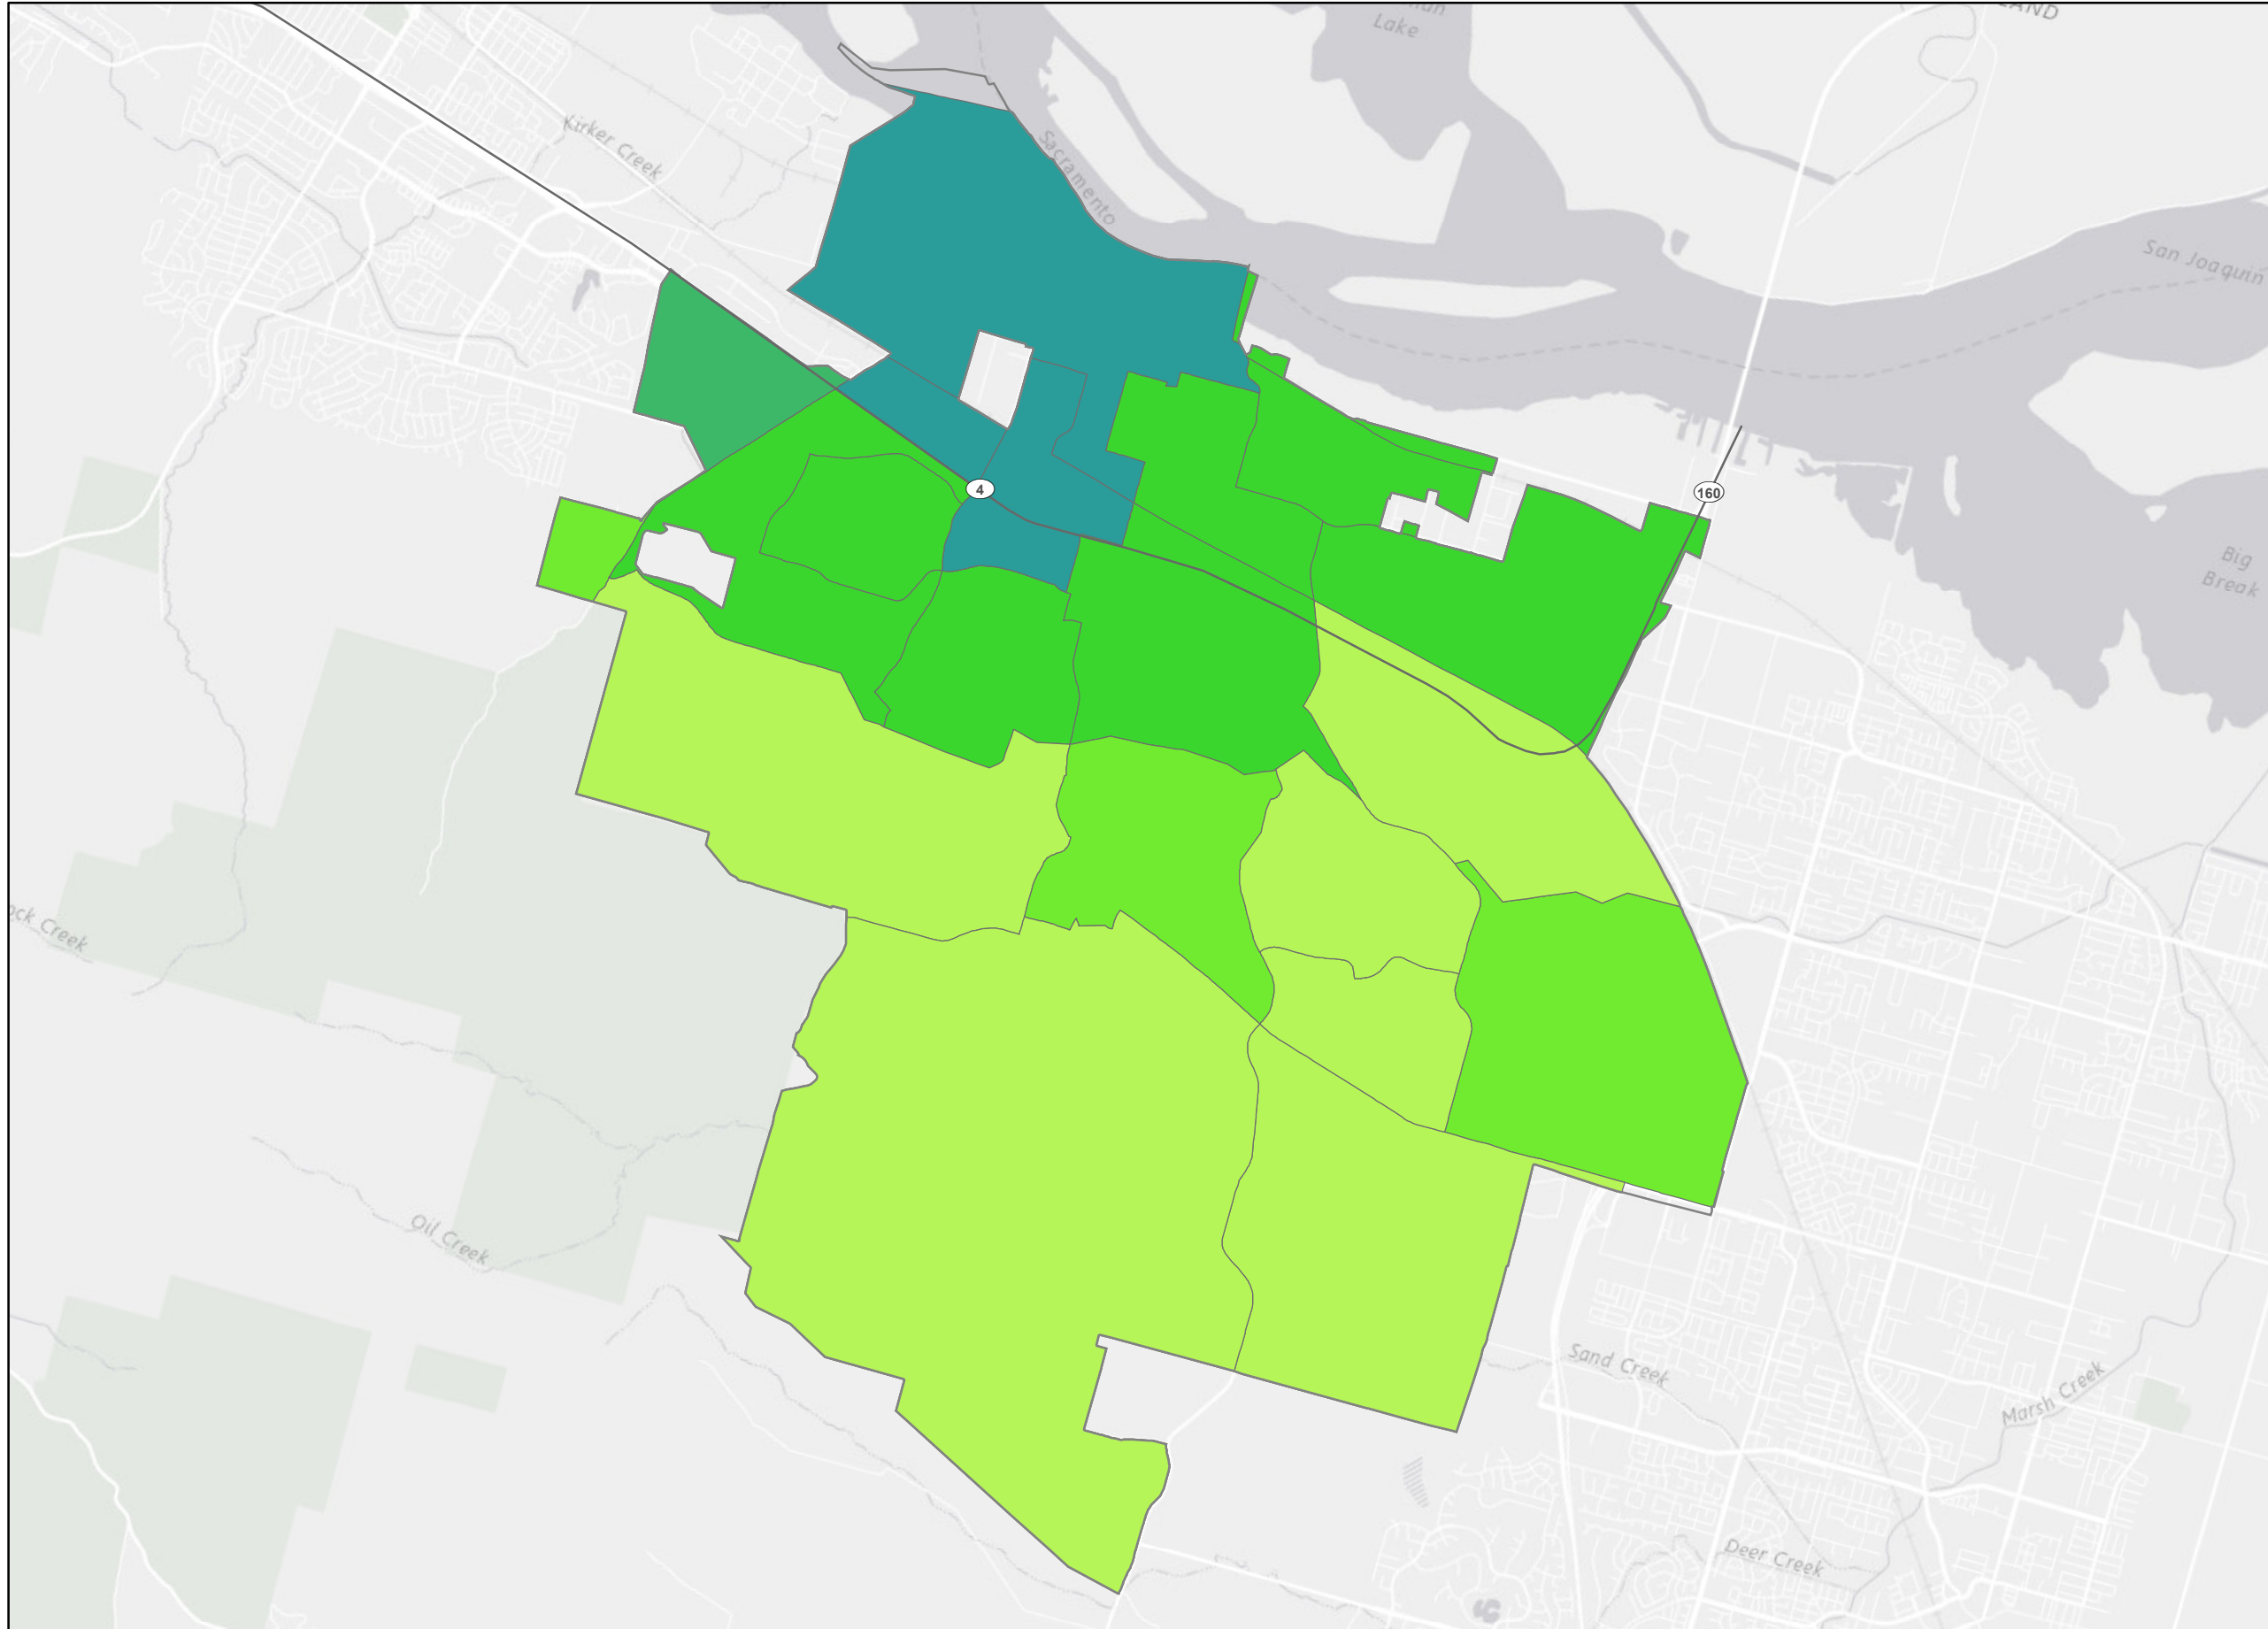 Lake
LAND
Kirker Creek
Sacramento
San Joaquin
4
160
Big
Break
ock Creek
Oil Creek
Sand Creek
Marsh Creek
Deer Creek